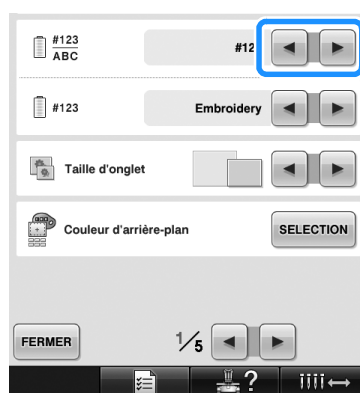 #123
ABC
#12
#123
Embroidery
Taille d'onglet
Couleur d'arrière-plan
SELECTION
FERMER
1/5
?